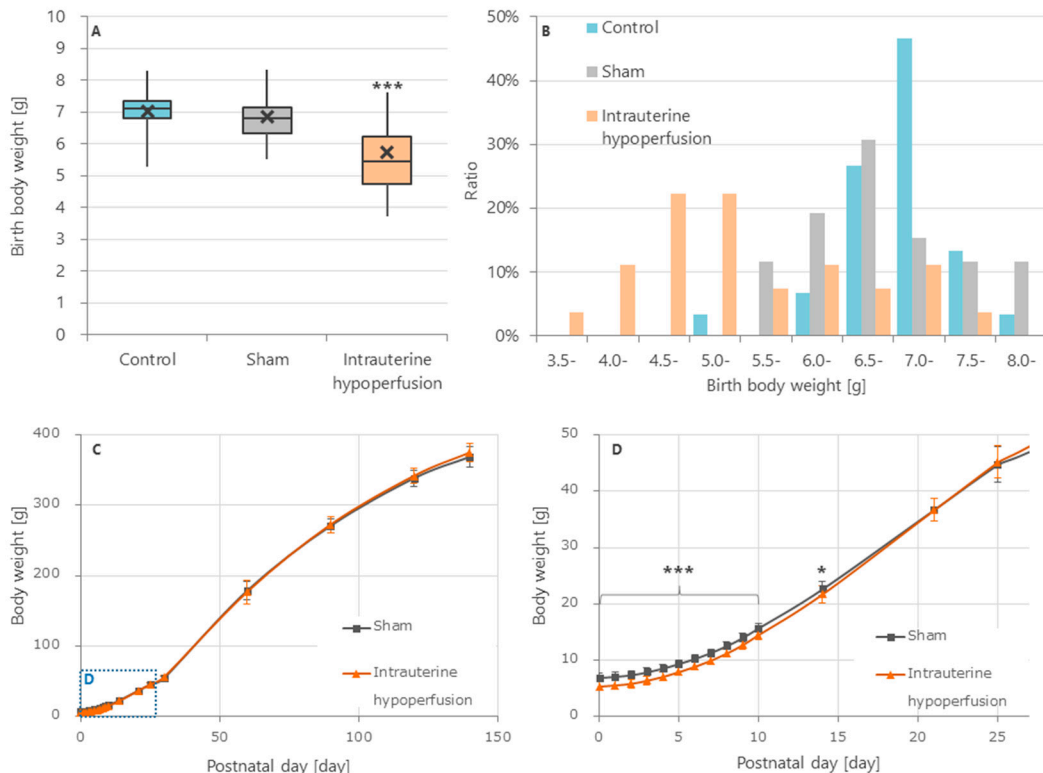 A
10
9
8
7
6
5
4
3
2
1
0
Birth body weight [g]
***
Control
Sham
Intrauterine
hypoperfusion
B
50%
40%
30%
20%
10%
0%
Ratio
Control
Sham
Intrauterine
hypoperfusion
3.5- 4.0- 4.5- 5.0- 5.5- 6.0- 6.5- 7.0- 7.5- 8.0-
Birth body weight [g]
C
400
300
200
100
0
Body weight [g]
D
Sham
Intrauterine
hypoperfusion
0 50 100 150
Postnatal day [day]
D
50
40
30
20
10
0
Body weight [g]
***
*
Sham
Intrauterine
hypoperfusion
0 5 10 15 20 25
Postnatal day [day]